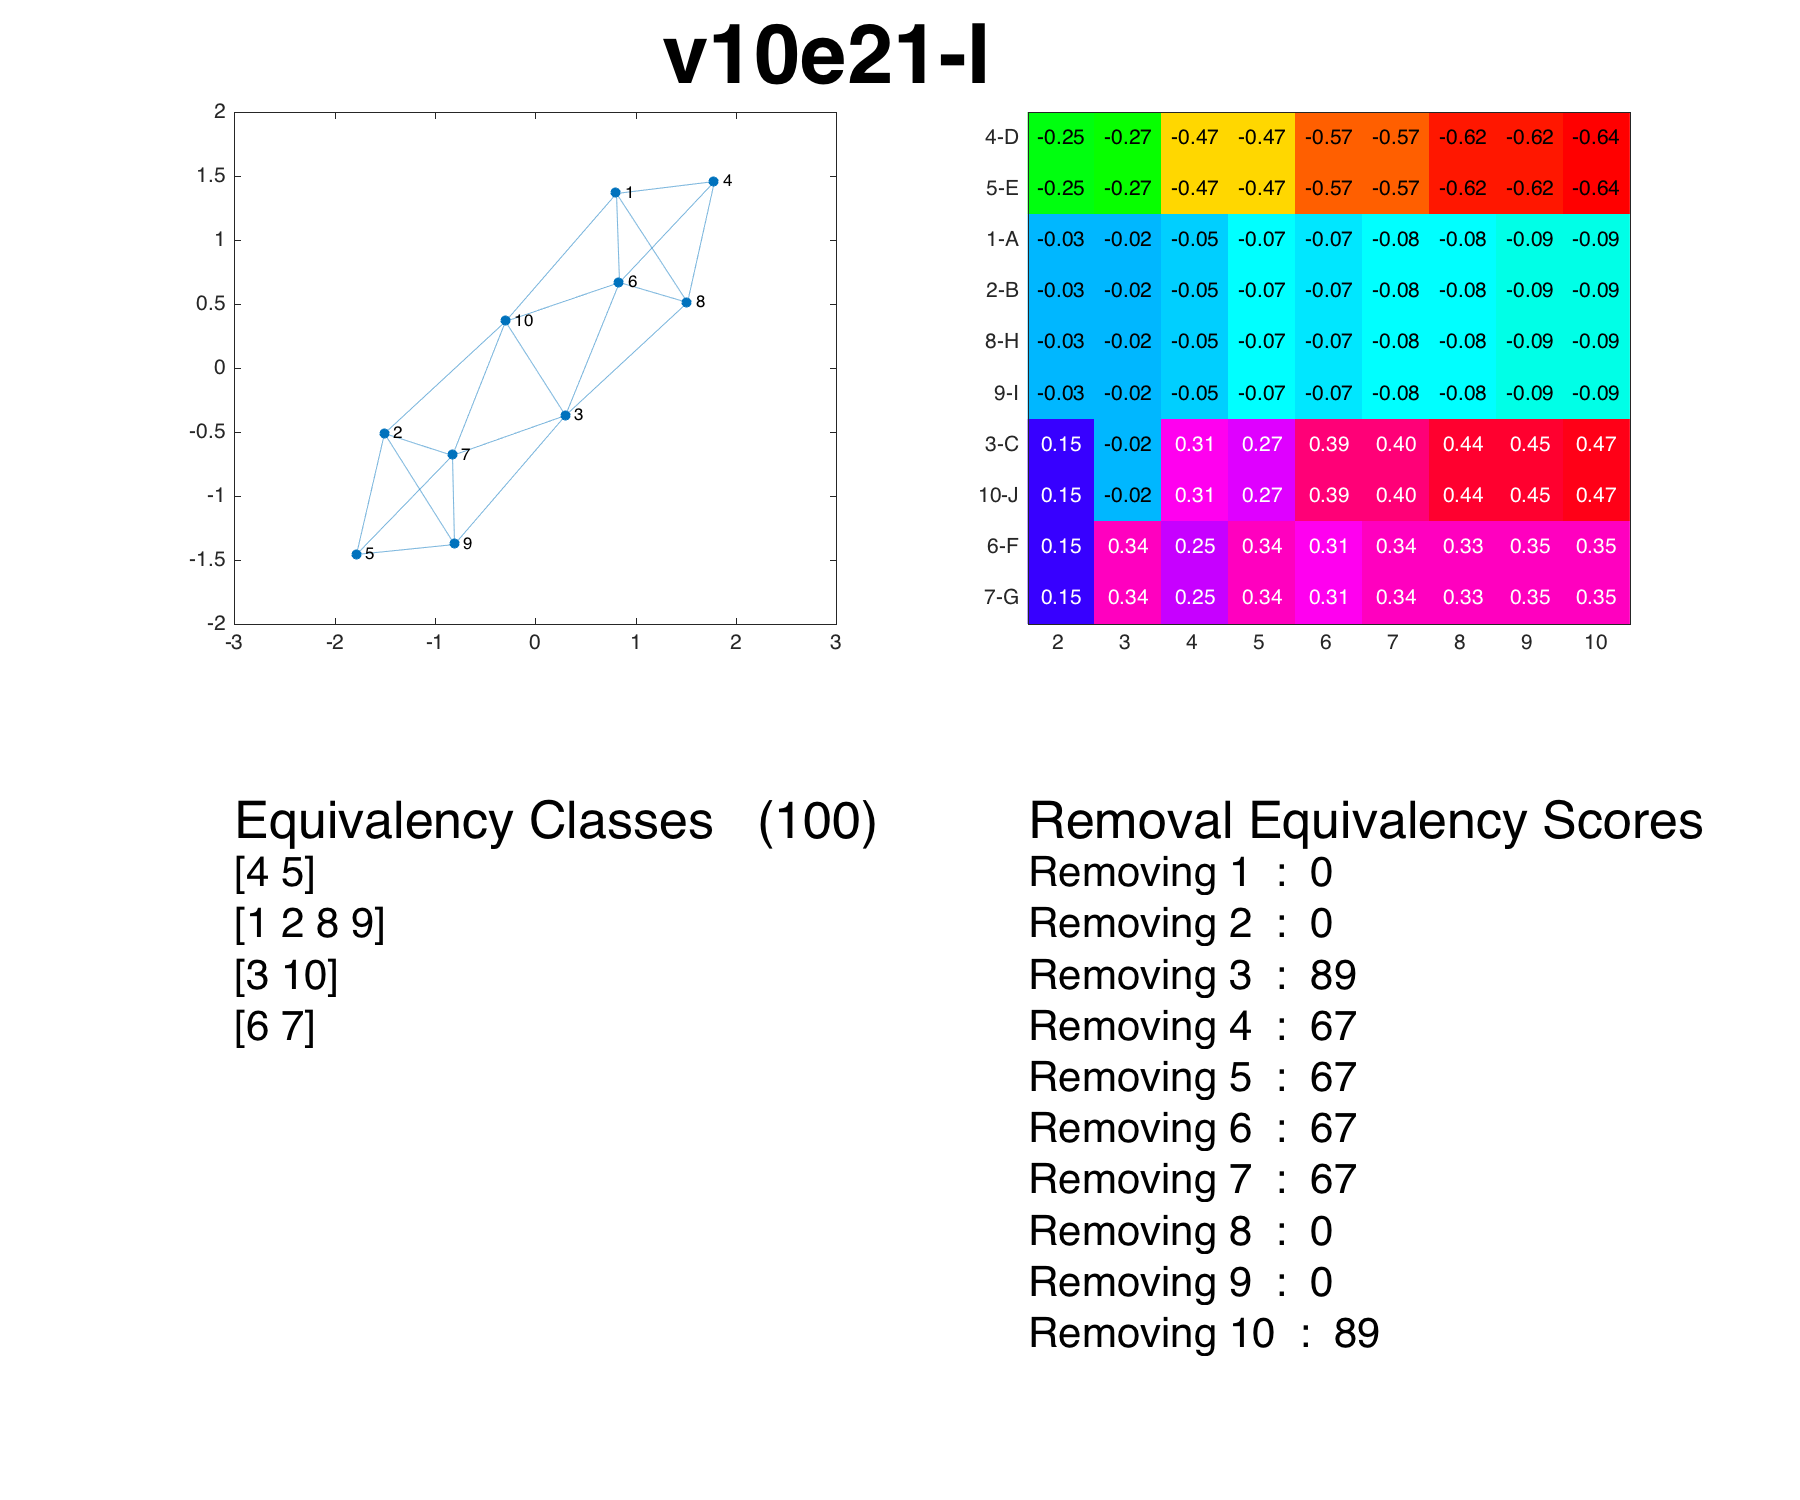 v10e21-I
2
1.5
1
0.5
0
-0.5
-1
-1.5
-2
-3 -2 -1 0 1 2 3
1
4
6
8
10
3
2
7
9
5
4-D -0.25 -0.27 -0.47 -0.47 -0.57 -0.57 -0.62 -0.62 -0.64
5-E -0.25 -0.27 -0.47 -0.47 -0.57 -0.57 -0.62 -0.62 -0.64
1-A -0.03 -0.02 -0.05 -0.07 -0.07 -0.08 -0.08 -0.09 -0.09
2-B -0.03 -0.02 -0.05 -0.07 -0.07 -0.08 -0.08 -0.09 -0.09
8-H -0.03 -0.02 -0.05 -0.07 -0.07 -0.08 -0.08 -0.09 -0.09
9-I -0.03 -0.02 -0.05 -0.07 -0.07 -0.08 -0.08 -0.09 -0.09
3-C 0.15 -0.02 0.31 0.27 0.39 0.40 0.44 0.45 0.47
10-J 0.15 -0.02 0.31 0.27 0.39 0.40 0.44 0.45 0.47
6-F 0.15 0.34 0.25 0.34 0.31 0.34 0.33 0.35 0.35
7-G 0.15 0.34 0.25 0.34 0.31 0.34 0.33 0.35 0.35
2 3 4 5 6 7 8 9 10
Equivalency Classes (100)
[4 5]
[1 2 8 9]
[3 10]
[6 7]
Removal Equivalency Scores
Removing 1 : 0
Removing 2 : 0
Removing 3 : 89
Removing 4 : 67
Removing 5 : 67
Removing 6 : 67
Removing 7 : 67
Removing 8 : 0
Removing 9 : 0
Removing 10 : 89